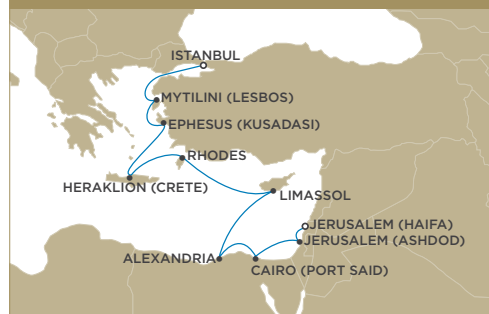 ISTANBUL
MYTILINI (LESBOS)
EPHESUS (KUSADASI)
RHODES
HERAKLION (CRETE)
LIMASSOL
JERUSALEM (HAIFA)
JERUSALEM (ASHDOD)
ALEXANDRIA
CAIRO (PORT SAID)